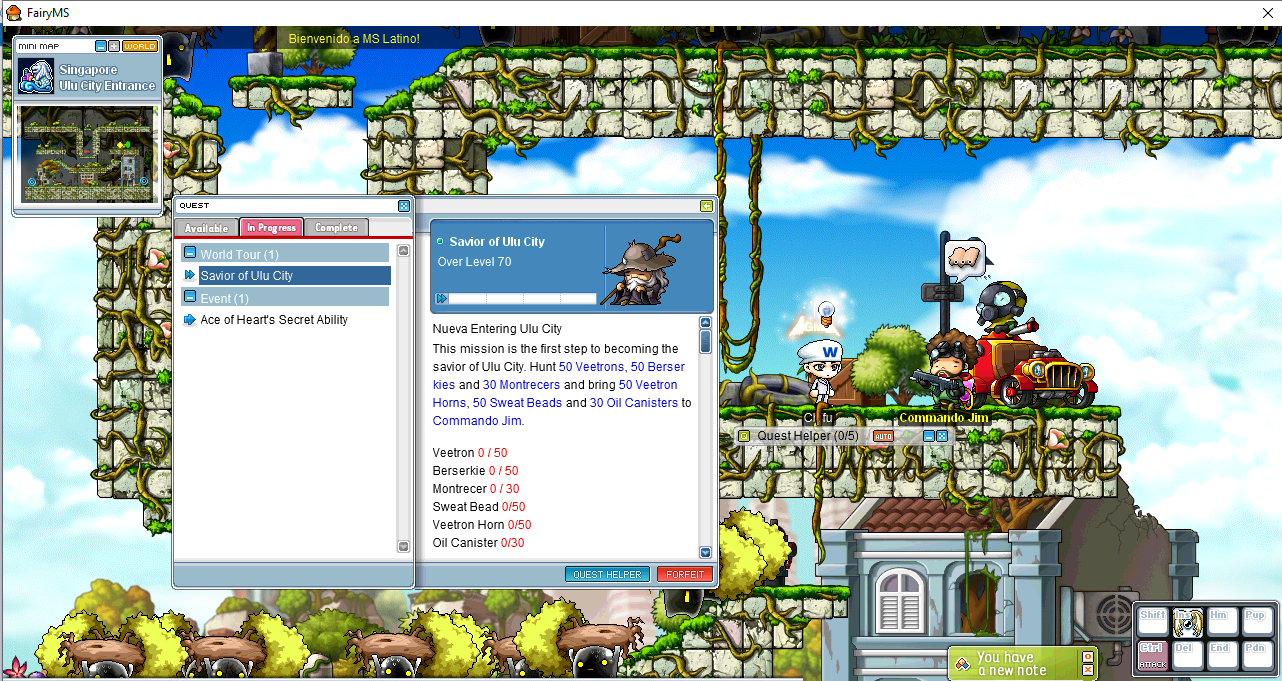 FairyMS
Bienvenido a MS Latino!
MINI MAP
WORLD
Singapore
Ulu City Entrance
QUEST
Available
In Progress
Complete
World Tour (1)
Savior of Ulu City
Event (1)
Ace of Heart's Secret Ability
Savior of Ulu City
Over Level 70
Nueva Entering Ulu City
This mission is the first step to becoming the
savior of Ulu City. Hunt 50 Veetrons, 50 Berser
kies and 30 Montrecers and bring 50 Veetron
Horns, 50 Sweat Beads and 30 Oil Canisters to
Commando Jim.
Veetron 0 / 50
Berserkie 0 / 50
Montrecer 0 / 30
Sweat Bead 0/50
Veetron Horn 0/50
Oil Canister 0/30
QUEST HELPER
FORFEIT
W
Commando Jim
Quest Helper (0/5)
AUTO
You have
a new note
Shift
Ins
Hm
Pup
Ctrl
ATTACK
Del
End
Pdn